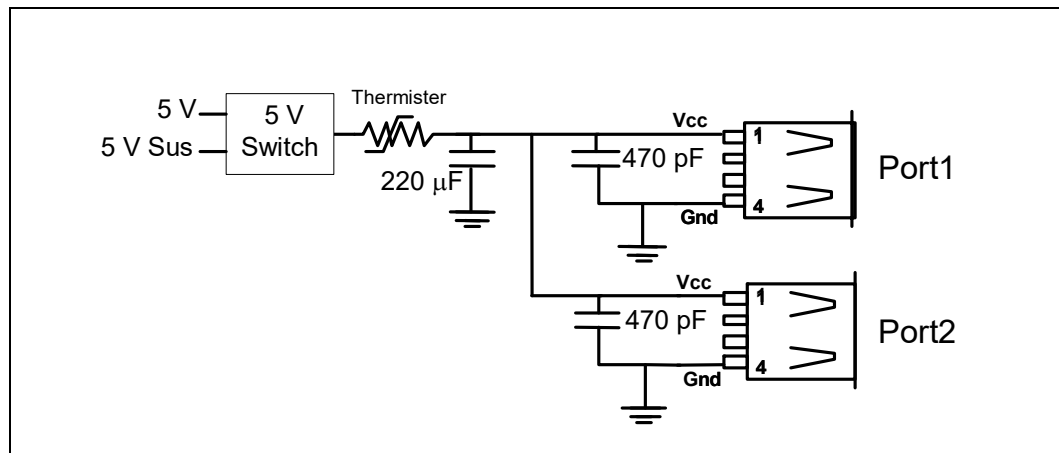 Thermister
5 V
5 V Sus
5 V
Switch
220 μF
Vcc
470 pF
1
4
Gnd
Port1
Vcc
470 pF
1
4
Gnd
Port2